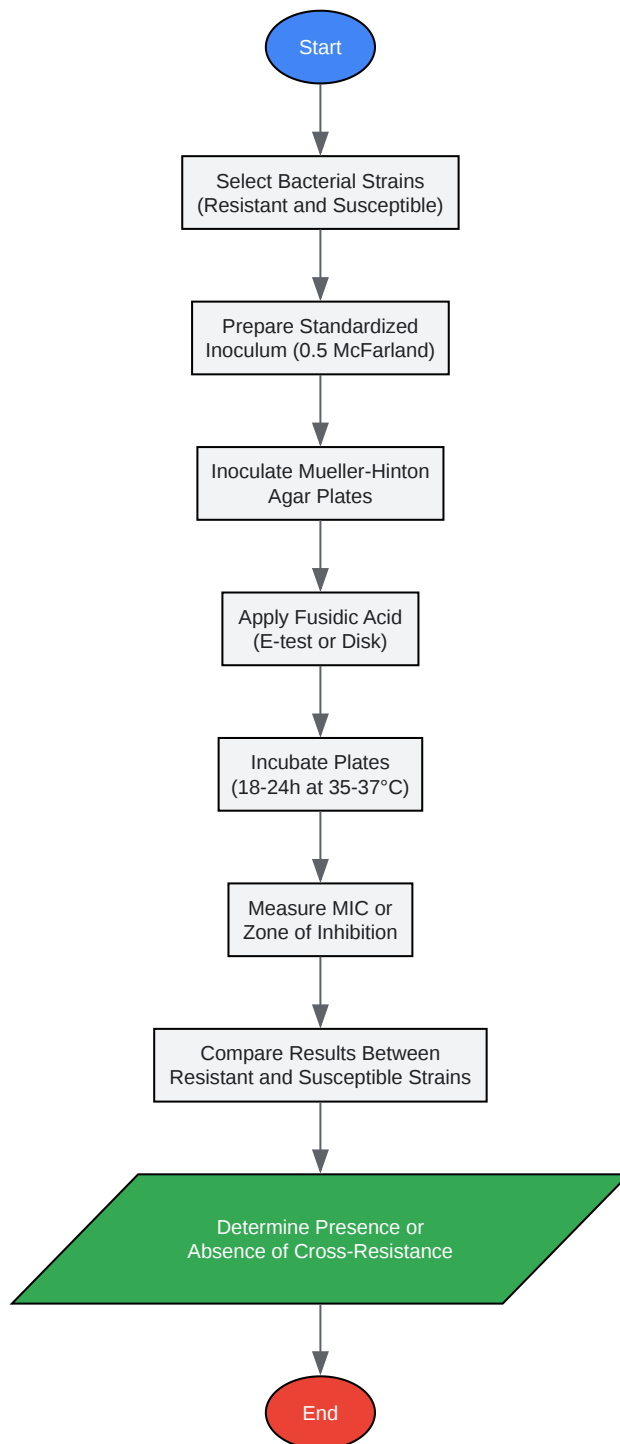 Start
Select Bacterial Strains
(Resistant and Susceptible)
Prepare Standardized
Inoculum (0.5 McFarland)
Inoculate Mueller-Hinton
Agar Plates
Apply Fusidic Acid
(E-test or Disk)
Incubate Plates
(18-24h at 35-37°C)
Measure MIC or
Zone of Inhibition
Compare Results Between
Resistant and Susceptible Strains
Determine Presence or
Absence of Cross-Resistance
End